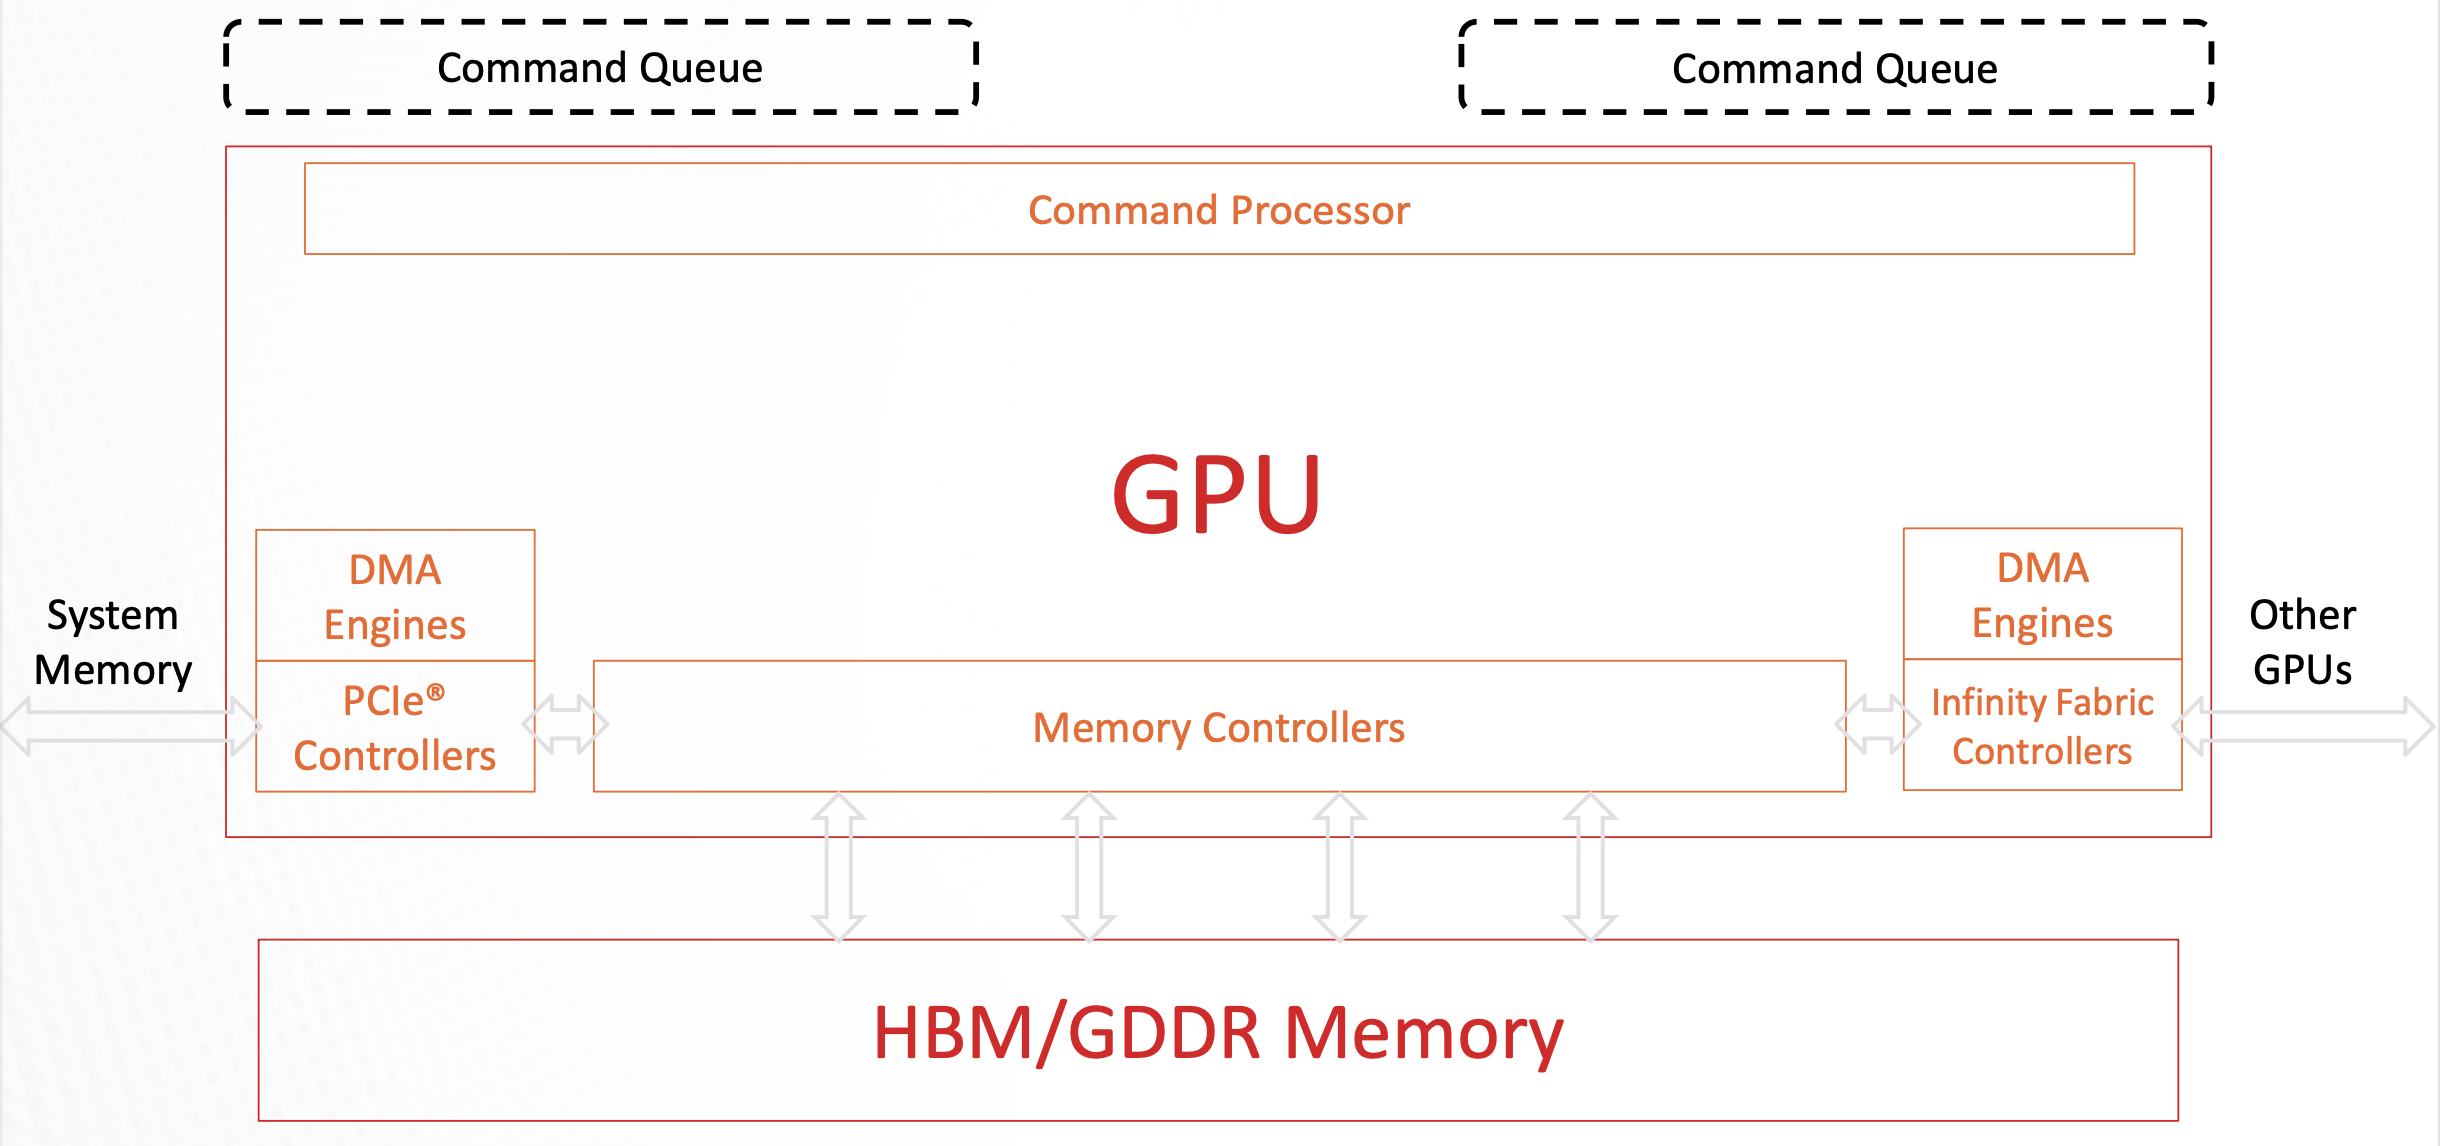 Command Queue
Command Queue
Command Processor
GPU
DMA
Engines
DMA
Engines
System
Memory
Other
GPUs
PCIe®
Controllers
Memory Controllers
Infinity Fabric
Controllers
HBM/GDDR Memory